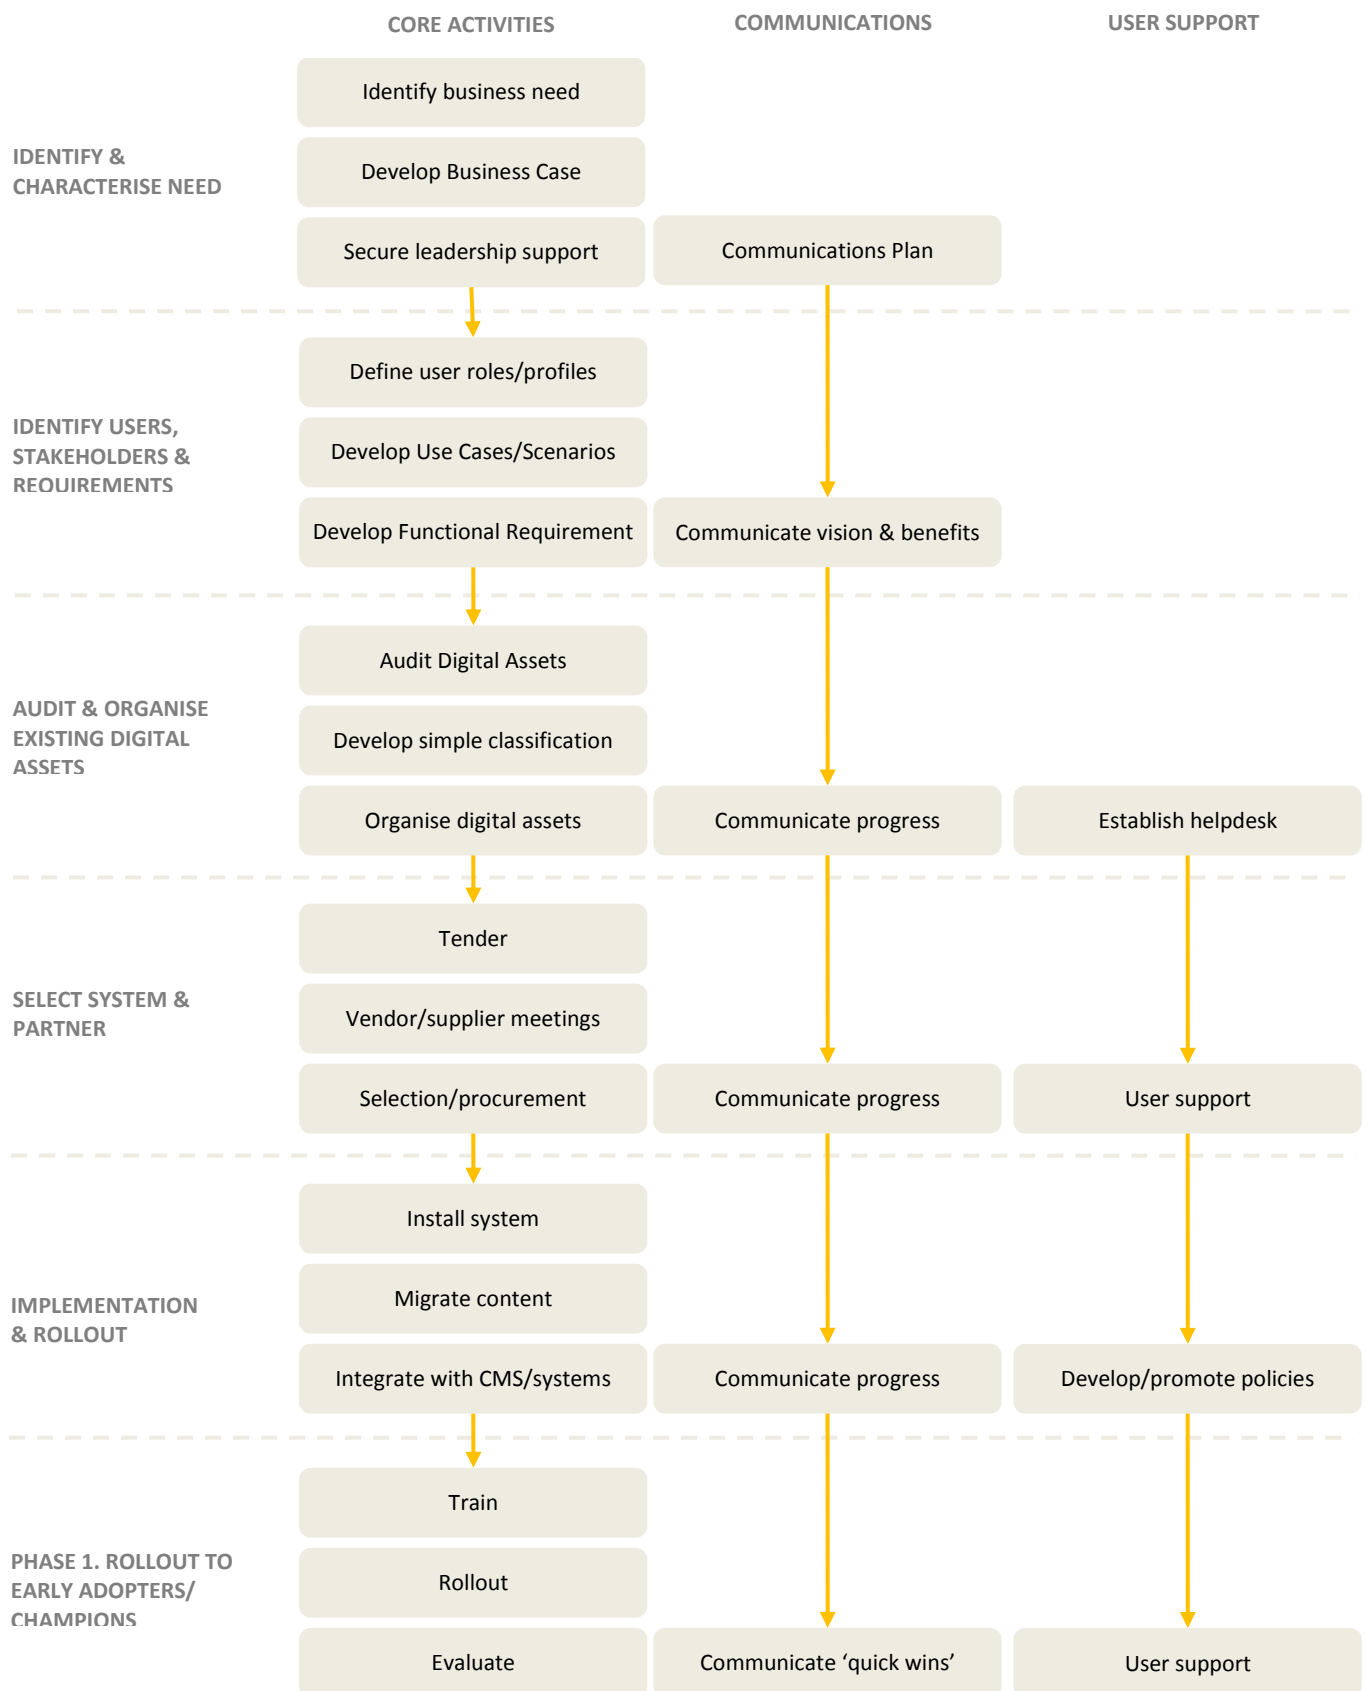 CORE ACTIVITIES
COMMUNICATIONS
USER SUPPORT
IDENTIFY &
CHARACTERISE NEED
Identify business need
Develop Business Case
Secure leadership support
Communications Plan
IDENTIFY USERS,
STAKEHOLDERS &
REQUIREMENTS
Define user roles/profiles
Develop Use Cases/Scenarios
Develop Functional Requirement
Communicate vision & benefits
AUDIT & ORGANISE
EXISTING DIGITAL
ASSETS
Audit Digital Assets
Develop simple classification
Organise digital assets
Communicate progress
Establish helpdesk
SELECT SYSTEM &
PARTNER
Tender
Vendor/supplier meetings
Selection/procurement
Communicate progress
User support
IMPLEMENTATION
& ROLLOUT
Install system
Migrate content
Integrate with CMS/systems
Communicate progress
Develop/promote policies
PHASE 1. ROLLOUT TO
EARLY ADOPTERS/
CHAMPIONS
Train
Rollout
Evaluate
Communicate ‘quick wins’
User support